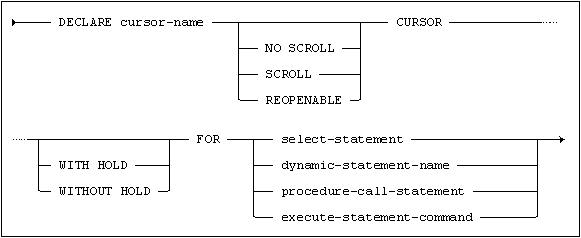 DECLARE cursor-name CURSOR
NO SCROLL
SCROLL
REOPENABLE
FOR select-statement
WITH HOLD dynamic-statement-name
WITHOUT HOLD procedure-call-statement
execute-statement-command